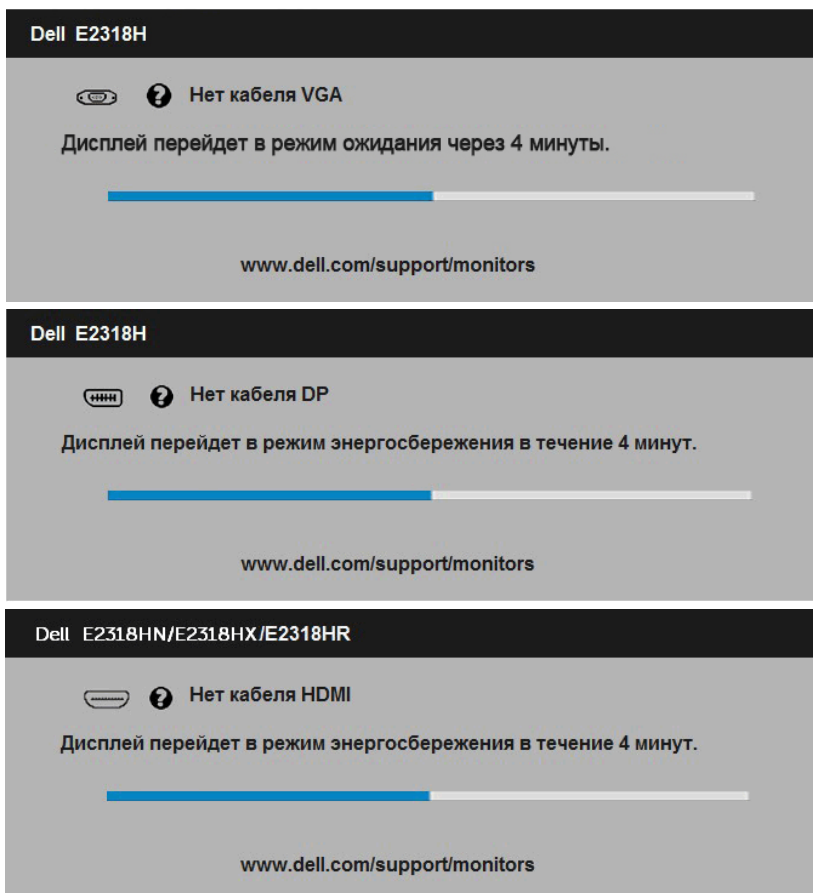 Dell E2318H
Нет кабеля VGA
Дисплей перейдет в режим ожидания через 4 минуты.
www.dell.com/support/monitors
Dell E2318H
Нет кабеля DP
Дисплей перейдет в режим энергосбережения в течение 4 минут.
www.dell.com/support/monitors
Dell E2318HN/E2318HX/E2318HR
Нет кабеля HDMI
Дисплей перейдет в режим энергосбережения в течение 4 минут.
www.dell.com/support/monitors